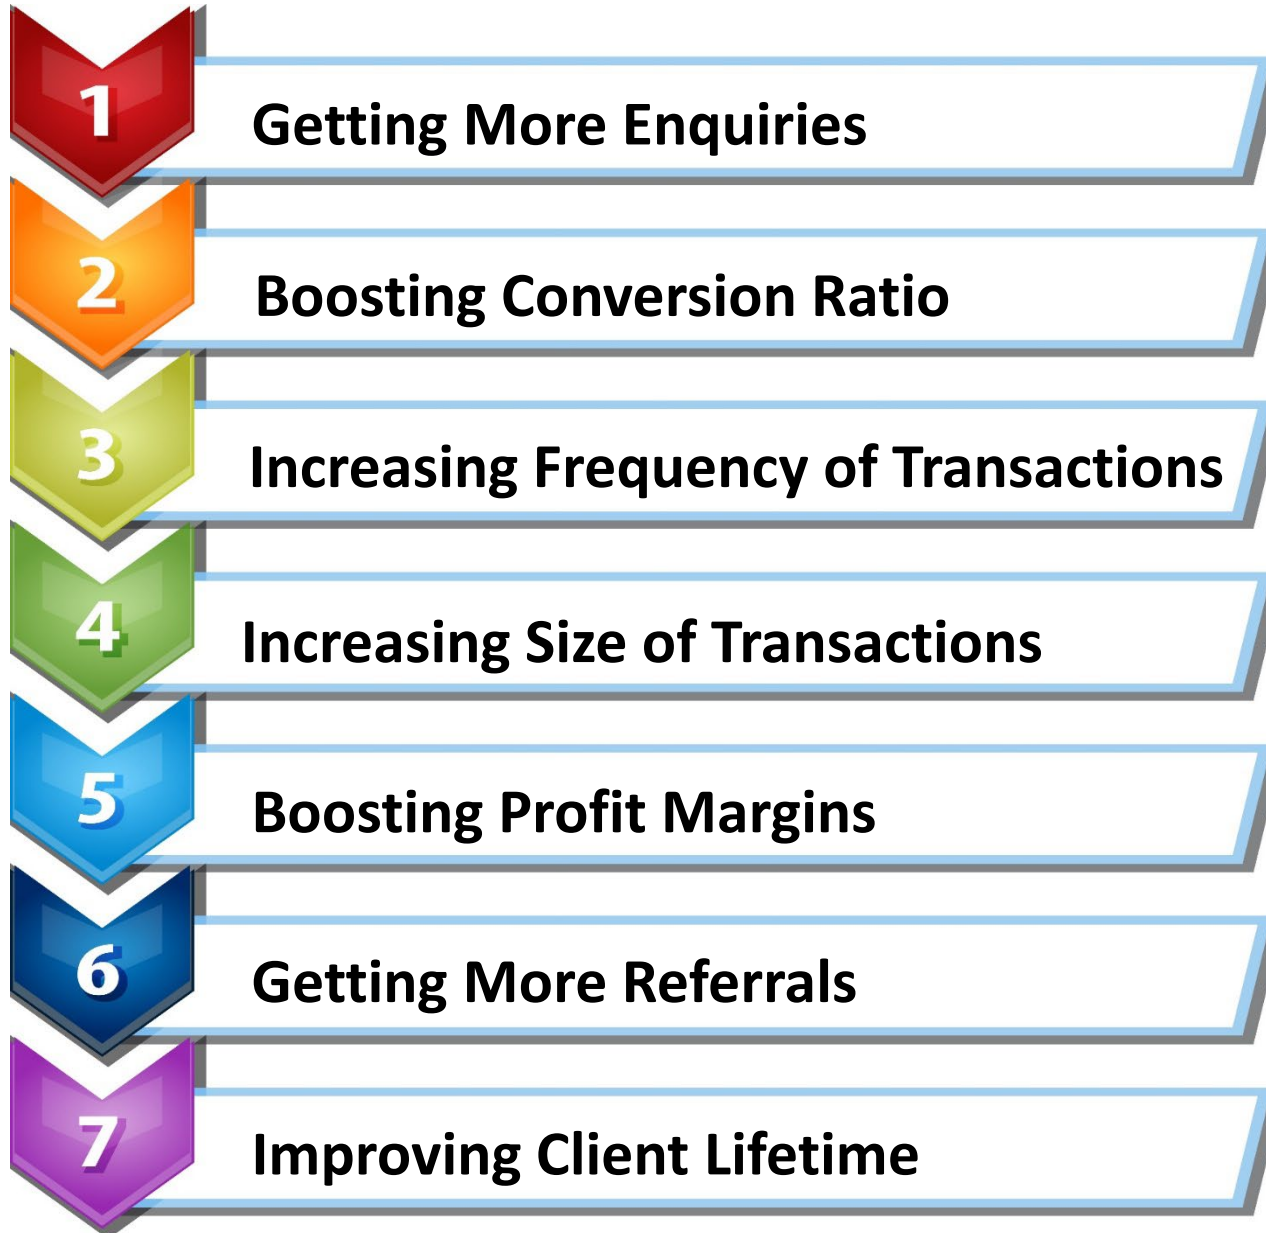 1
Getting More Enquiries
2
Boosting Conversion Ratio
3
Increasing Frequency of Transactions
4
Increasing Size of Transactions
5
Boosting Profit Margins
6
Getting More Referrals
7
Improving Client Lifetime